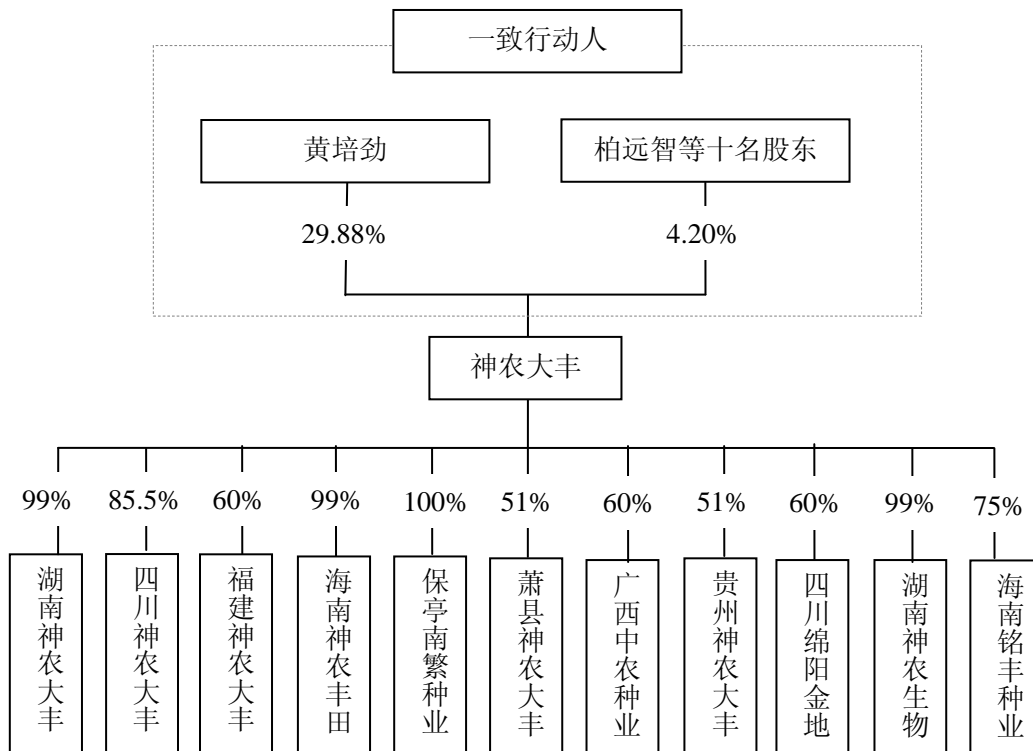 一致行动人
黄培劲
柏远智等十名股东
29.88%
4.20%
神农大丰
99%
85.5%
60%
99%
100%
51%
60%
51%
60%
99%
75%
湖南神农大丰
四川神农大丰
福建神农大丰
海南神农丰田
保亭南繁种业
萧县神农大丰
广西中农种业
贵州神农大丰
四川绵阳金地
湖南神农生物
海南铭丰种业